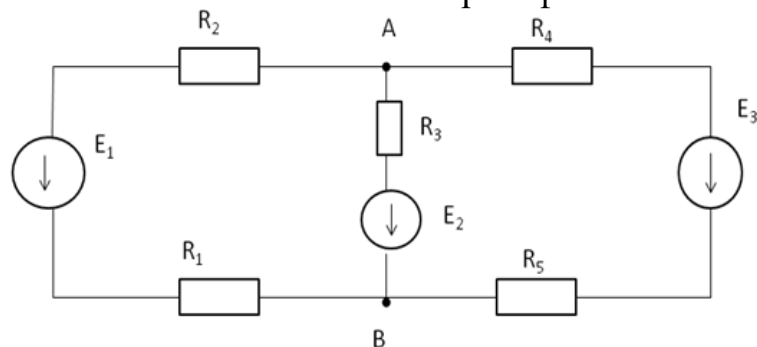 R₂
A
R₄
E₁
R₃
E₃
E₂
R₁
R₅
B